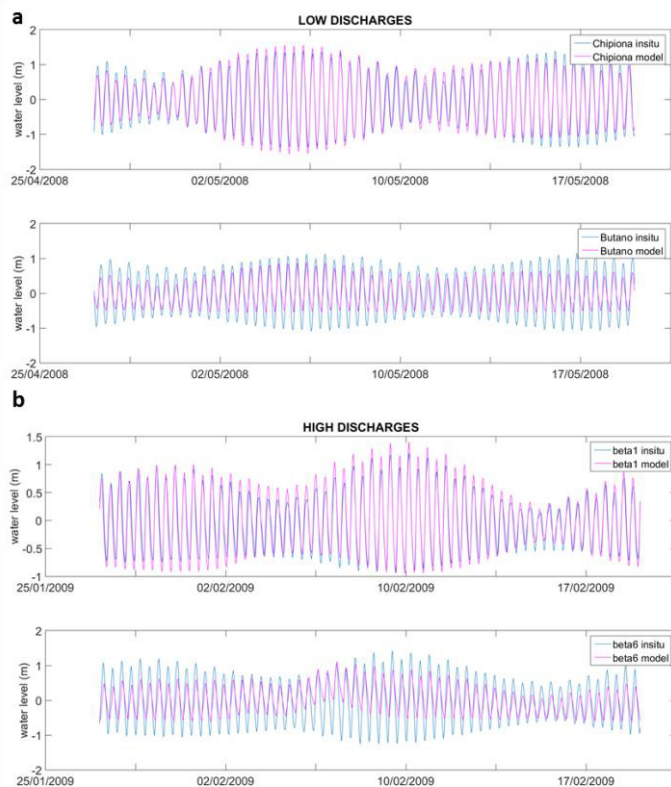 a
LOW DISCHARGES
2
1
0
-1
-2
water level (m)
Chipiona insitu
Chipiona model
25/04/2008 02/05/2008 10/05/2008 17/05/2008
2
1
0
-1
-2
water level (m)
Butano insitu
Butano model
25/04/2008 02/05/2008 10/05/2008 17/05/2008
b
HIGH DISCHARGES
1.5
1
0.5
0
-0.5
-1
water level (m)
beta1 insitu
beta1 model
25/01/2009 02/02/2009 10/02/2009 17/02/2009
2
1
0
-1
-2
water level (m)
beta6 insitu
beta6 model
25/01/2009 02/02/2009 10/02/2009 17/02/2009